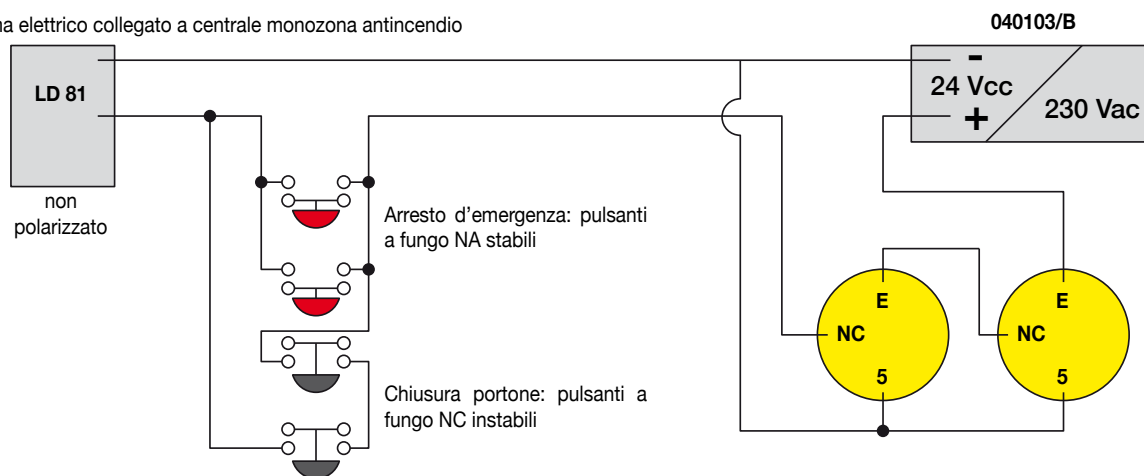 elettrico collegato a centrale monozona antincendio
040103/B
LD 81
-
24 Vcc
+
230 Vac
non
polarizzato
Arresto d'emergenza: pulsanti
a fungo NA stabili
E
NC
5
E
NC
5
Chiusura portone: pulsanti a
fungo NC instabili